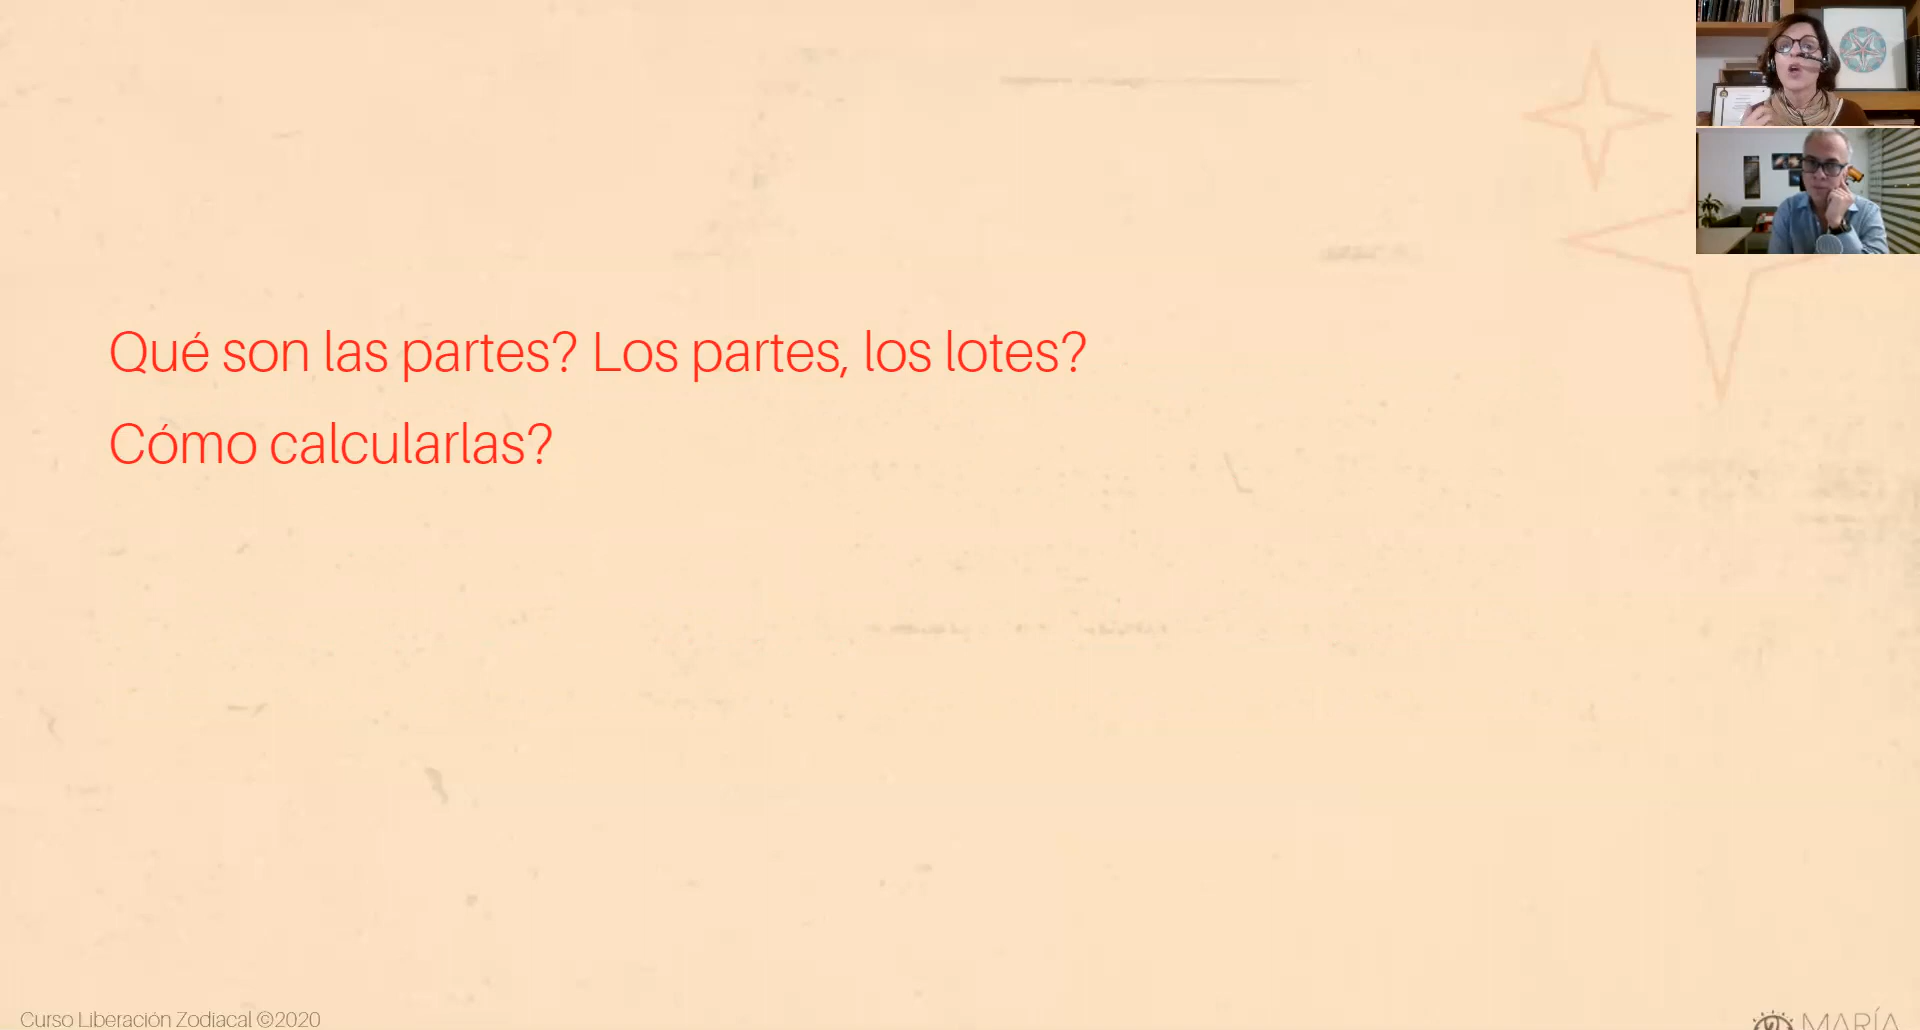 Qué son las partes? Los partes, los lotes?
Cómo calcularlas?
Curso Liberación Zodiacal ©2020
MARÍA